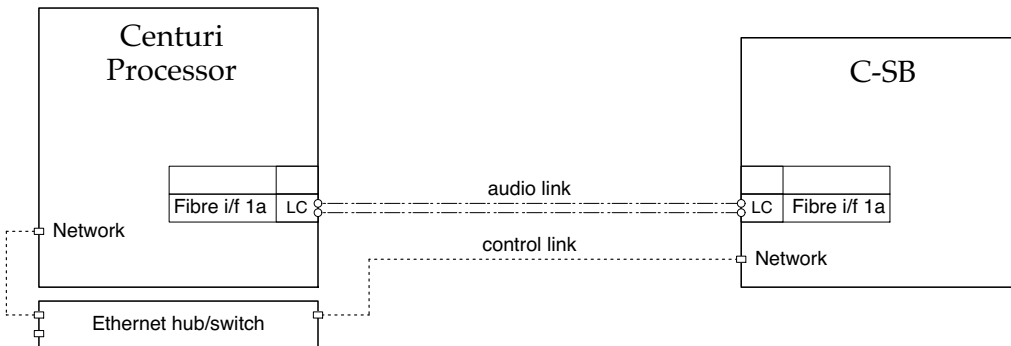 Centuri
Processor
C-SB
audio link
Fibre i/f 1a
LC
LC
Fibre i/f 1a
Network
control link
Network
Ethernet hub/switch